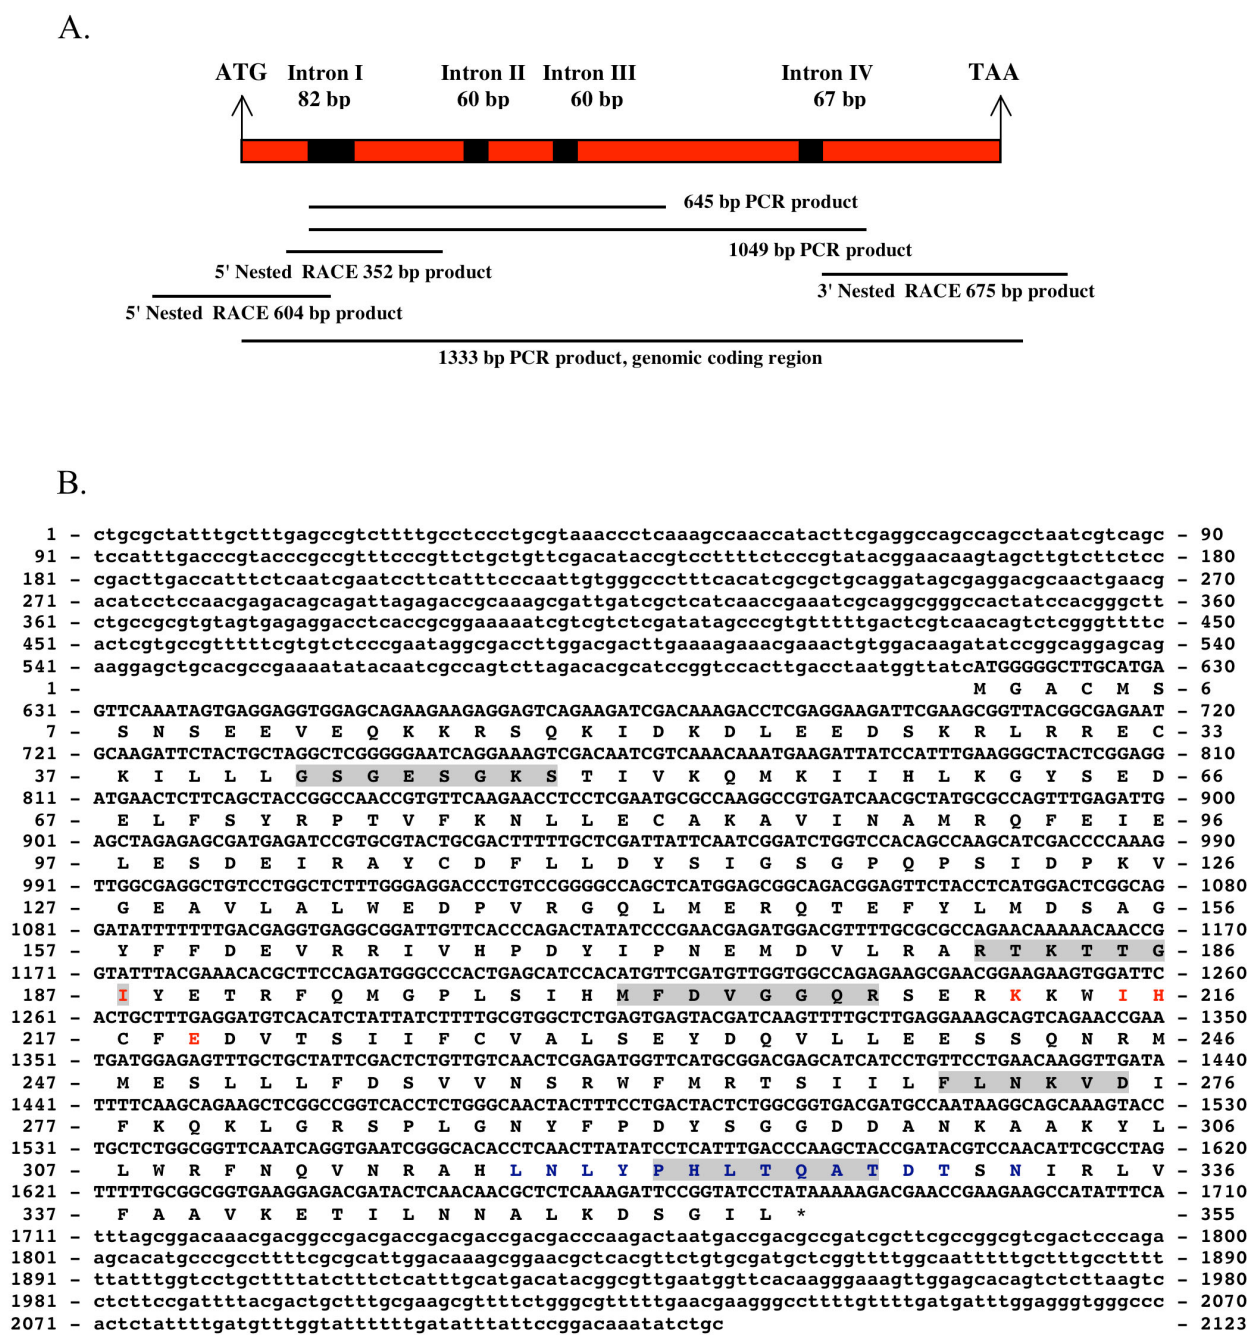 A.
ATG Intron I Intron II Intron III Intron IV TAA
82 bp 60 bp 60 bp 67 bp
645 bp PCR product
1049 bp PCR product
5' Nested RACE 352 bp product
3' Nested RACE 675 bp product
5' Nested RACE 604 bp product
1333 bp PCR product, genomic coding region
B.
1 - ctgcgctatttgctttgagccgtcttttgcctccctgcgtaaaccctcaaagccaaccatacttcgaggccagccagcctaatcgtcagc - 90
91 - tccatttgacccgtacccgccgtttcccgttctgctgttcgacataccgtccttttctcccgtatacggaacaagtagcttgtcttctcc - 180
181 - cgacttgaccatttctcaatcgaatccttcatttcccaattgtgggccctttcacatcgcgctgcaggatagcgaggacgcaactgaacg - 270
271 - acatcctccaacgagacagcagattagagaccgcaaagcgattgatcgctcatcaaccgaaatcgcaggcgggccactatccacgggctt - 360
361 - ctgccgcgtgtagtgagaggacctcaccgcggaaaaatcgtcgtctcgatatagcccgtgtttttgactcgtcaacagtctcgggttttc - 450
451 - actcgtgccgtttttcgtgtctcccgaataggcgaccttggacgacttgaaaagaaacgaaactgtggacaagatatccggcaggagcag - 540
541 - aaggagctgcacgccgaaaatatacaatcgccagtcttagacacgcatccggtccacttgacctaatggttatcATGGGGGCTTGCATGA - 630
1 - M G A C M S - 6
631 - GTTCAAATAGTGAGGAGGTGGAGCAGAAGAAGAGGAGTCAGAAGATCGACAAAGACCTCGAGGAAGATTCGAAGCGGTTACGGCGAGAAT - 720
7 - S N S E E V E Q K K R S Q K I D K D L E E D S K R L R R E C - 33
721 - GCAAGATTCTACTGCTAGGCTCGGGGGAATCAGGAAAGTCGACAATCGTCAAACAAATGAAGATTATCCATTTGAAGGGCTACTCGGAGG - 810
37 - K I L L L G S G E S G K S T I V K Q M K I I H L K G Y S E D - 66
811 - ATGAACTCTTCAGCTACCGGCCAACCGTGTTCAAGAACCTCCTCGAATGCGCCAAGGCCGTGATCAACGCTATGCGCCAGTTTGAGATTG - 900
67 - E L F S Y R P T V F K N L L E C A K A V I N A M R Q F E I E - 96
901 - AGCTAGAGAGCGATGAGATCCGTGCGTACTGCGACTTTTTGCTCGATTATTCAATCGGATCTGGTCCACAGCCAAGCATCGACCCCAAAG - 990
97 - L E S D E I R A Y C D F L L D Y S I G S G P Q P S I D P K V - 126
991 - TTGGCGAGGCTGTCCTGGCTCTTTGGGAGGACCCTGTCCGGGGCCAGCTCATGGAGCGGCAGACGGAGTTCTACCTCATGGACTCGGCAG - 1080
127 - G E A V L A L W E D P V R G Q L M E R Q T E F Y L M D S A G - 156
1081 - GATATTTTTTTGACGAGGTGAGGCGGATTGTTCACCCAGACTATATCCCGAACGAGATGGACGTTTTGCGCGCCAGAACAAAAACAACCG - 1170
157 - Y F F D E V R R I V H P D Y I P N E M D V L R A R T K T T G - 186
1171 - GTATTTACGAAACACGCTTCCAGATGGGCCCACTGAGCATCCACATGTTCGATGTTGGTGGCCAGAGAAGCGAACGGAAGAAGTGGATTC - 1260
187 - I Y E T R F Q M G P L S I H M F D V G G Q R S E R K K W I H - 216
1261 - ACTGCTTTGAGGATGTCACATCTATTATCTTTTGCGTGGCTCTGAGTGAGTACGATCAAGTTTTGCTTGAGGAAAGCAGTCAGAACCGAA - 1350
217 - C F E D V T S I I F C V A L S E Y D Q V L L E E S S Q N R M - 246
1351 - TGATGGAGAGTTTGCTGCTATTCGACTCTGTTGTCAACTCGAGATGGTTCATGCGGACGAGCATCATCCTGTTCCTGAACAAGGTTGATA - 1440
247 - M E S L L L F D S V V N S R W F M R T S I I L F L N K V D I - 276
1441 - TTTTCAAGCAGAAGCTCGGCCGGTCACCTCTGGGCAACTACTTTCCTGACTACTCTGGCGGTGACGATGCCAATAAGGCAGCAAAGTACC - 1530
277 - F K Q K L G R S P L G N Y F P D Y S G G D D A N K A A K Y L - 306
1531 - TGCTCTGGCGGTTCAATCAGGTGAATCGGGCACACCTCAACTTATATCCTCATTTGACCCAAGCTACCGATACGTCCAACATTCGCCTAG - 1620
307 - L W R F N Q V N R A H L N L Y P H L T Q A T D T S N I R L V - 336
1621 - TTTTTGCGGCGGTGAAGGAGACGATACTCAACAACGCTCTCAAAGATTCCGGTATCCTATAAAAAGACGAACCGAAGAAGCCATATTTCA - 1710
337 - F A A V K E T I L N N A L K D S G I L * - 355
1711 - tttagcggacaaacgacggccgacgaccgacgaccgacgacccaagactaatgaccgacgccgatcgcttcgccggcgtcgactcccaga - 1800
1801 - agcacatgcccgccttttcgcgcattggacaaagcggaacgctcacgttctgtgcgatgctcggttttggcaatttttgctttgcctttt - 1890
1891 - ttatttggtcctgcttttatctttctcatttgcatgacatacggcgttgaatggttcacaagggaaagttggagcacagtctcttaagtc - 1980
1981 - ctcttccgattttacgactgctttgcgaagcgttttctgggcgtttttgaacgaagggccttttgttttgatgatttggagggtgggccc - 2070
2071 - actctattttgatgtttggtattttttgatatttattccggacaaatatctgc - 2123